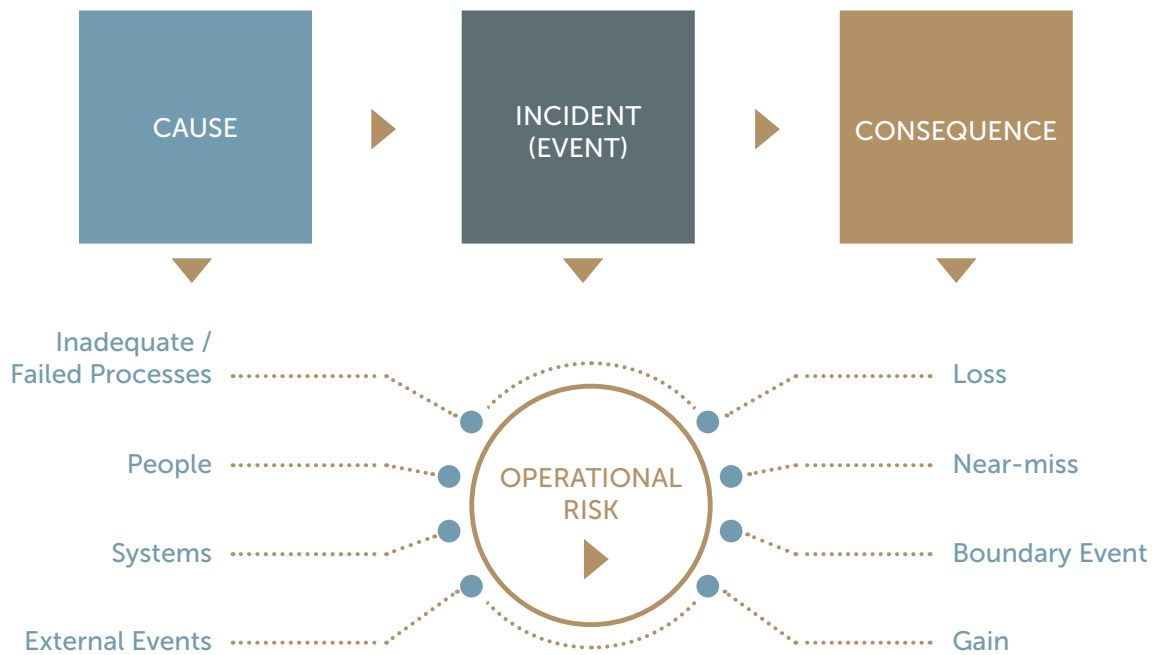 CAUSE
INCIDENT
(EVENT)
CONSEQUENCE
Inadequate /
Failed Processes
People
Systems
External Events
OPERATIONAL
RISK
Loss
Near-miss
Boundary Event
Gain